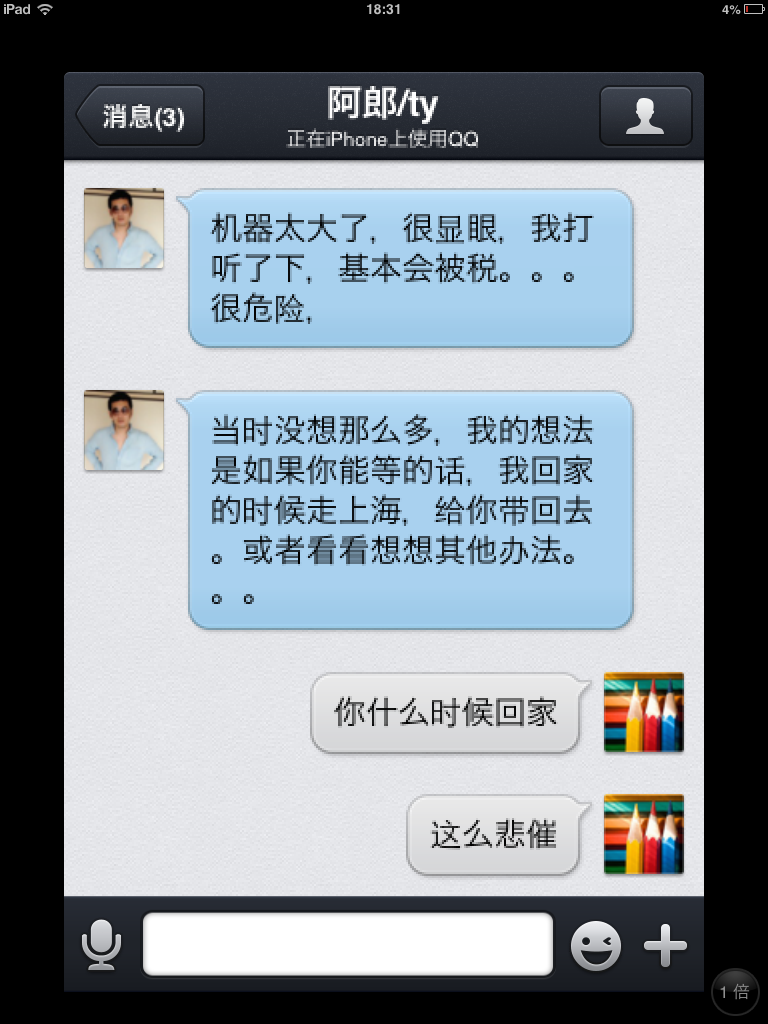 iPad 18:31 4%
消息(3) 阿郎/ty
正在iPhone上使用QQ
机器太大了，很显眼，我打
听了下，基本会被税。。。
很危险，
当时没想那么多，我的想法
是如果你能等的话，我回家
的时候走上海，给你带回去
。或者看看想想其他办法。
。。
你什么时候回家
这么悲催
1 倍